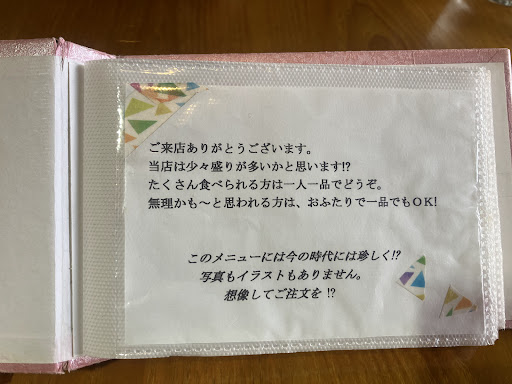 ご来店ありがとうございます。
当店は少々盛りが多いかと思います!?
たくさん食べられる方は一人一品でどうぞ。
無理かも〜と思われる方は、おふたりで一品でもOK!
このメニューには今の時代には珍しく!?
写真もイラストもありません。
想像してご注文を !?